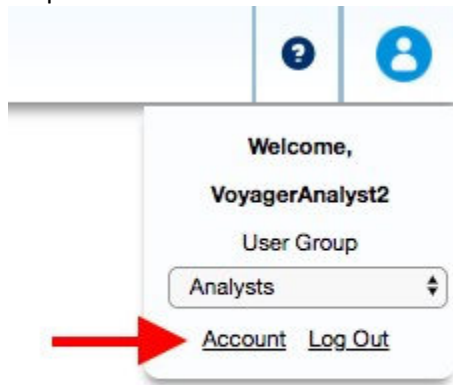 ?
Welcome,
VoyagerAnalyst2
User Group
Analysts
Account Log Out